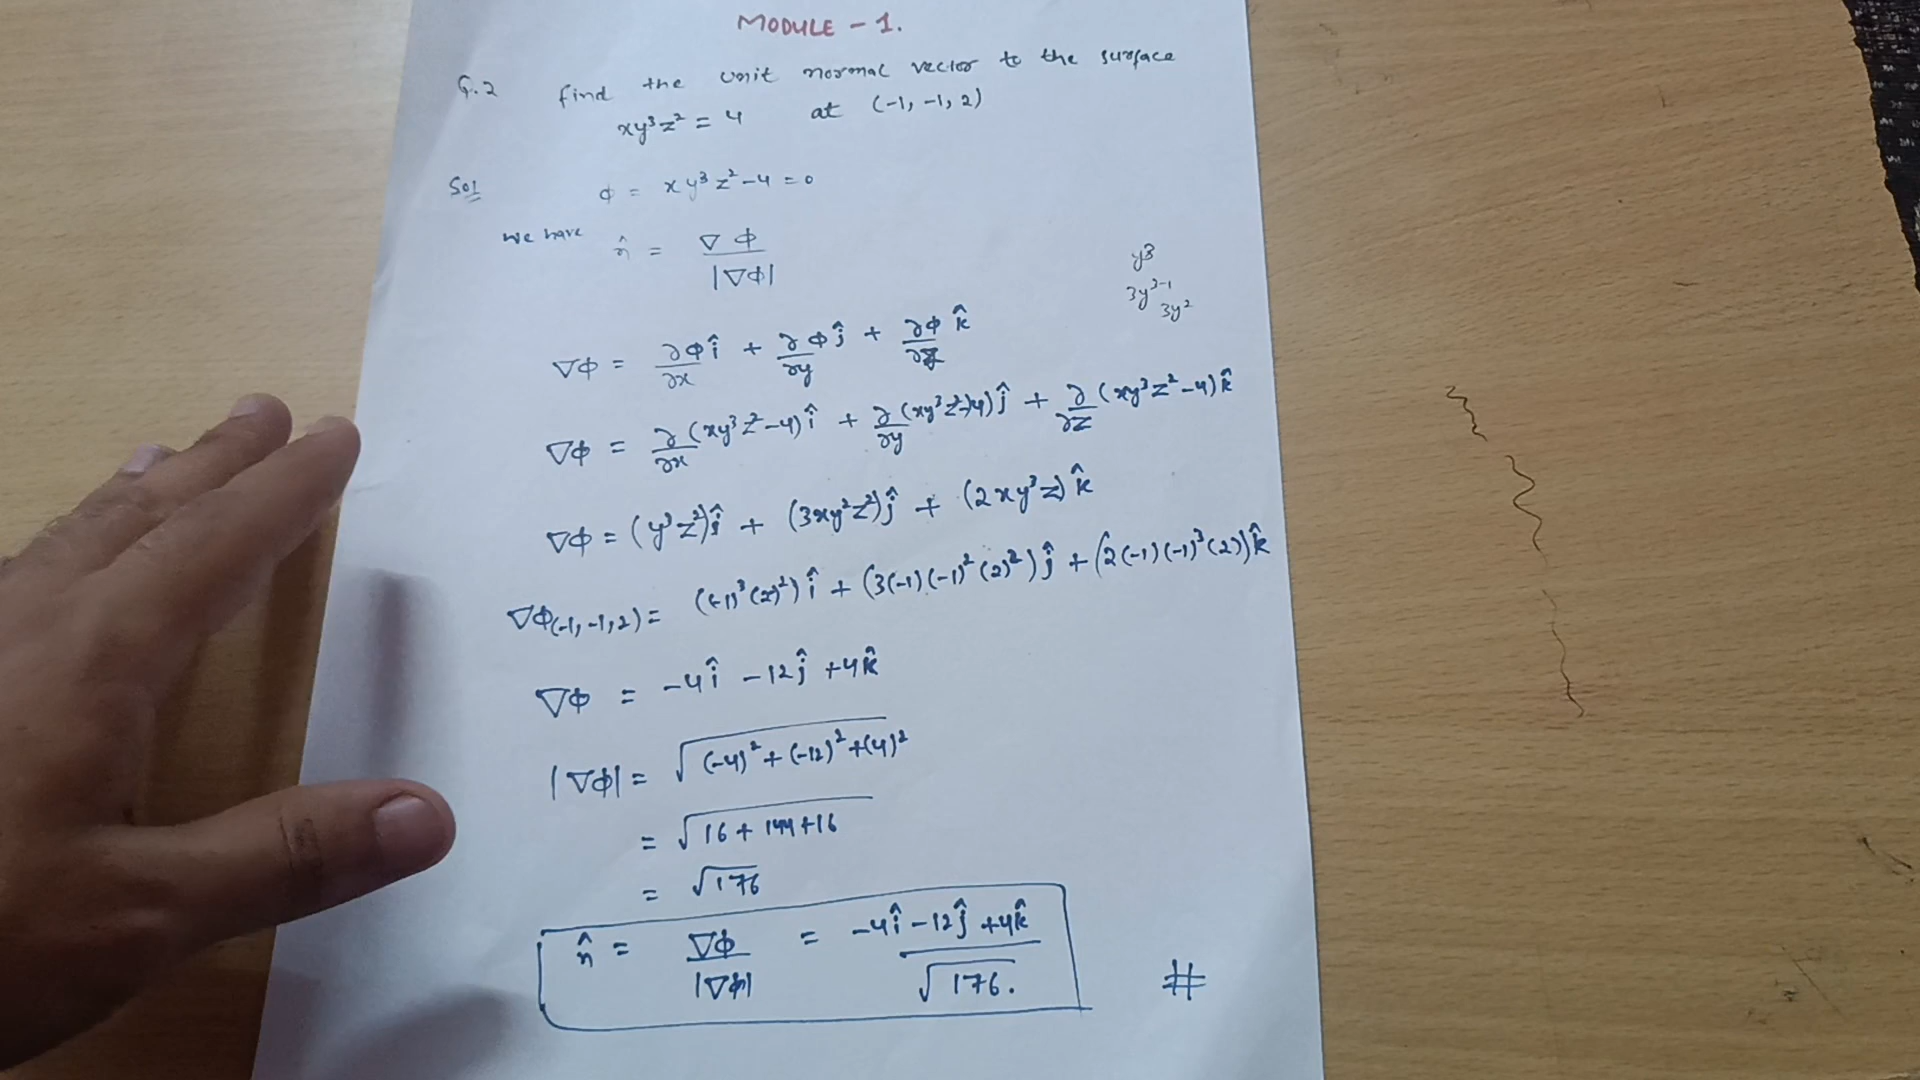 MODULE - 1.
Q.2 find the unit normal vector to the surface
xy³z² = 4 at (-1, -1, 2)
Sol ϕ = xy³z²-4 = 0
we have n̂ = ∇ϕ / |∇ϕ|
y3
3y³⁻¹
3y²
∇ϕ = ∂ϕ/∂x î + ∂ϕ/∂y ĵ + ∂ϕ/∂z k̂
∇ϕ = ∂/∂x (xy³z²-4) î + ∂/∂y (xy³z²-4) ĵ + ∂/∂z (xy³z²-4) k̂
∇ϕ = (y³z²)î + (3xy²z²)ĵ + (2xy³z)k̂
∇ϕ(-1,-1,2) = ((-1)³(2)²) î + (3(-1)(-1)²(2)²) ĵ + (2(-1)(-1)³(2))k̂
∇ϕ = -4î - 12ĵ + 4k̂
|∇ϕ| = √(-4)² + (-12)² + (4)²
= √16 + 144 + 16
= √176
n̂ = ∇ϕ / |∇ϕ| = -4î - 12ĵ + 4k̂ / √176. #